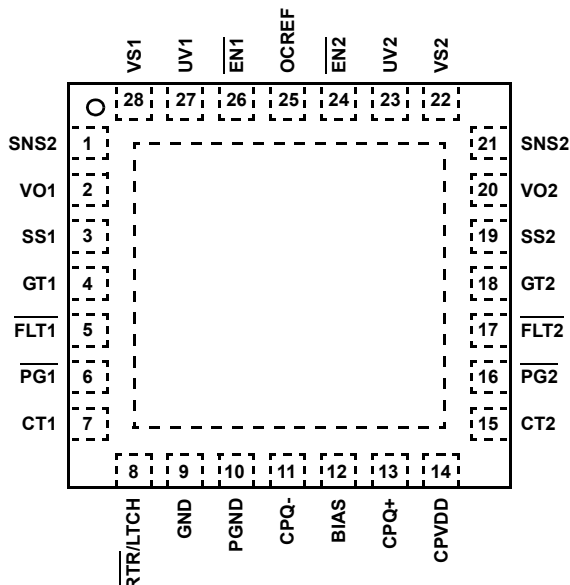 VS1 UV1 EN1 OCREF EN2 UV2 VS2
28 27 26 25 24 23 22
SNS2 1 21 SNS2
VO1 2 20 VO2
SS1 3 19 SS2
GT1 4 18 GT2
FLT1 5 17 FLT2
PG1 6 16 PG2
CT1 7 15 CT2
8 9 10 11 12 13 14
RTR/LTCH GND PGND CPQ- BIAS CPQ+ CPVDD